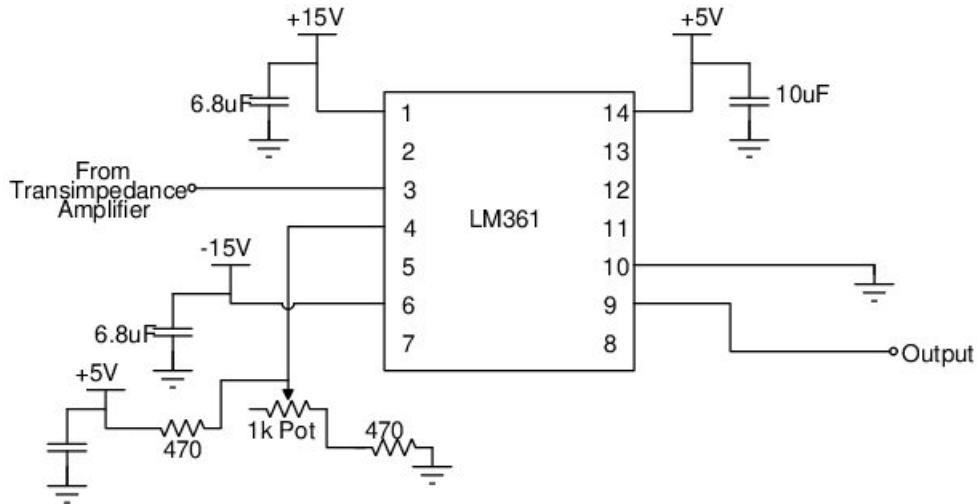 +15V
+5V
6.8uF
10uF
1
2
3
4
5
6
7
LM361
14
13
12
11
10
9
8
From
Transimpedance
Amplifier
-15V
6.8uF
+5V
470
1k Pot
470
Output